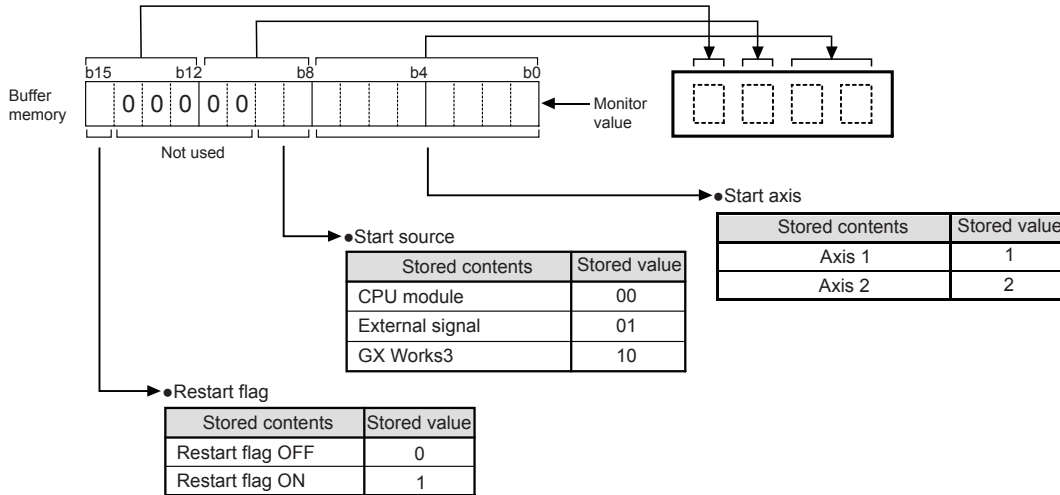 b15 b12 b8 b4 b0
Buffer
memory
0 0 0 0 0
Monitor
value
Not used
●Start axis
Stored contents Stored value
Axis 1 1
Axis 2 2
●Start source
Stored contents Stored value
CPU module 00
External signal 01
GX Works3 10
●Restart flag
Stored contents Stored value
Restart flag OFF 0
Restart flag ON 1